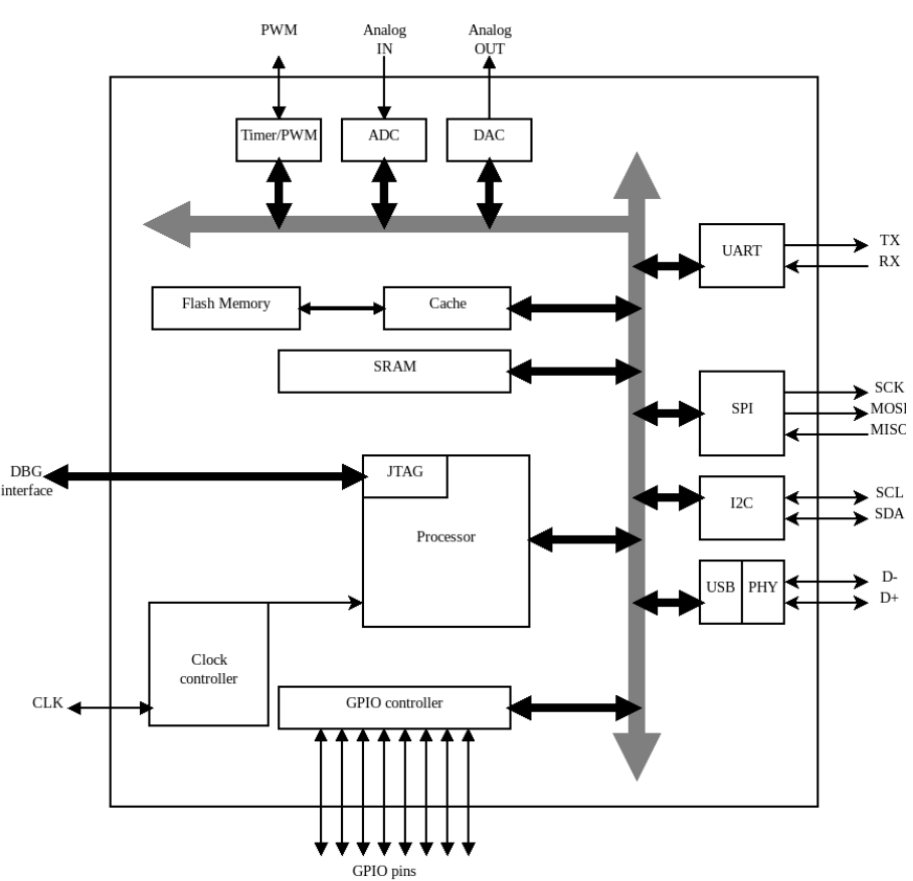 PWM
Analog
IN
Analog
OUT
Timer/PWM
ADC
DAC
UART
TX
RX
Flash Memory
Cache
SRAM
SPI
SCK
MOSI
MISO
DBG
interface
JTAG
Processor
I2C
SCL
SDA
USB
PHY
D-
D+
Clock
controller
CLK
GPIO controller
GPIO pins